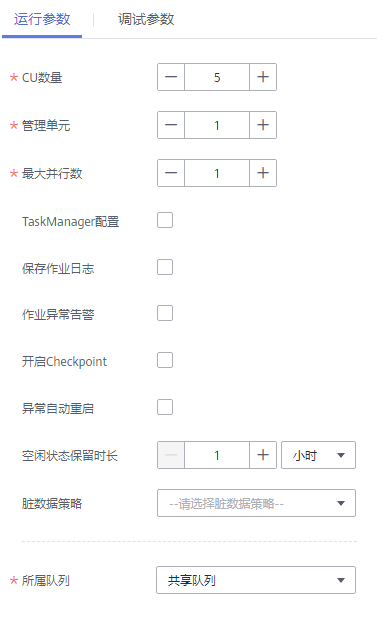 运行参数 调试参数
* CU数量 5
* 管理单元 1
* 最大并行数 1
TaskManager配置
保存作业日志
作业异常告警
开启Checkpoint
异常自动重启
空闲状态保留时长 1 小时
脏数据策略 --请选择脏数据策略--
* 所属队列 共享队列